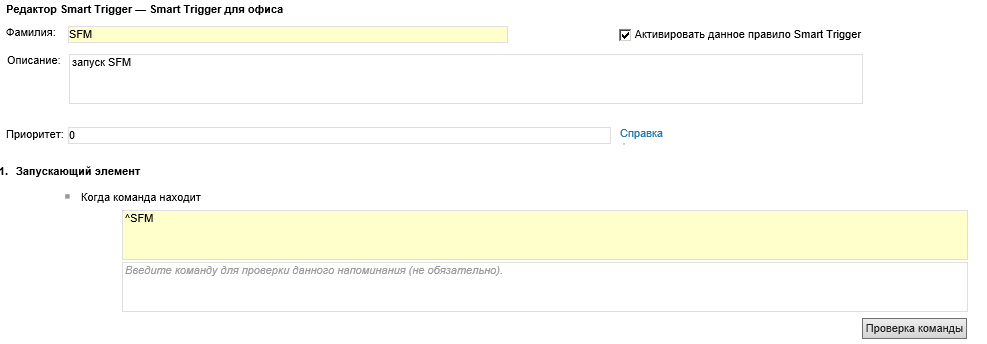 Редактор Smart Trigger — Smart Trigger для офиса
Фамилия: SFM
Активировать данное правило Smart Trigger
Описание: запуск SFM
Приоритет: 0 Справка
1. Запускающий элемент
Когда команда находит
^SFM
Введите команду для проверки данного напоминания (не обязательно).
Проверка команды